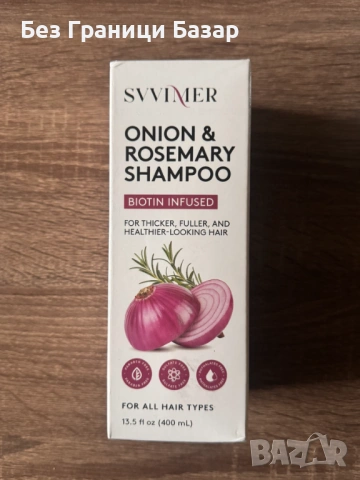 Без Граници Базар
SVVIMER
ONION &
ROSEMARY
SHAMPOO
BIOTIN INFUSED
FOR THICKER, FULLER, AND
HEALTHIER-LOOKING HAIR
FOR ALL HAIR TYPES
13.5 fl oz (400 mL)
BAZAR